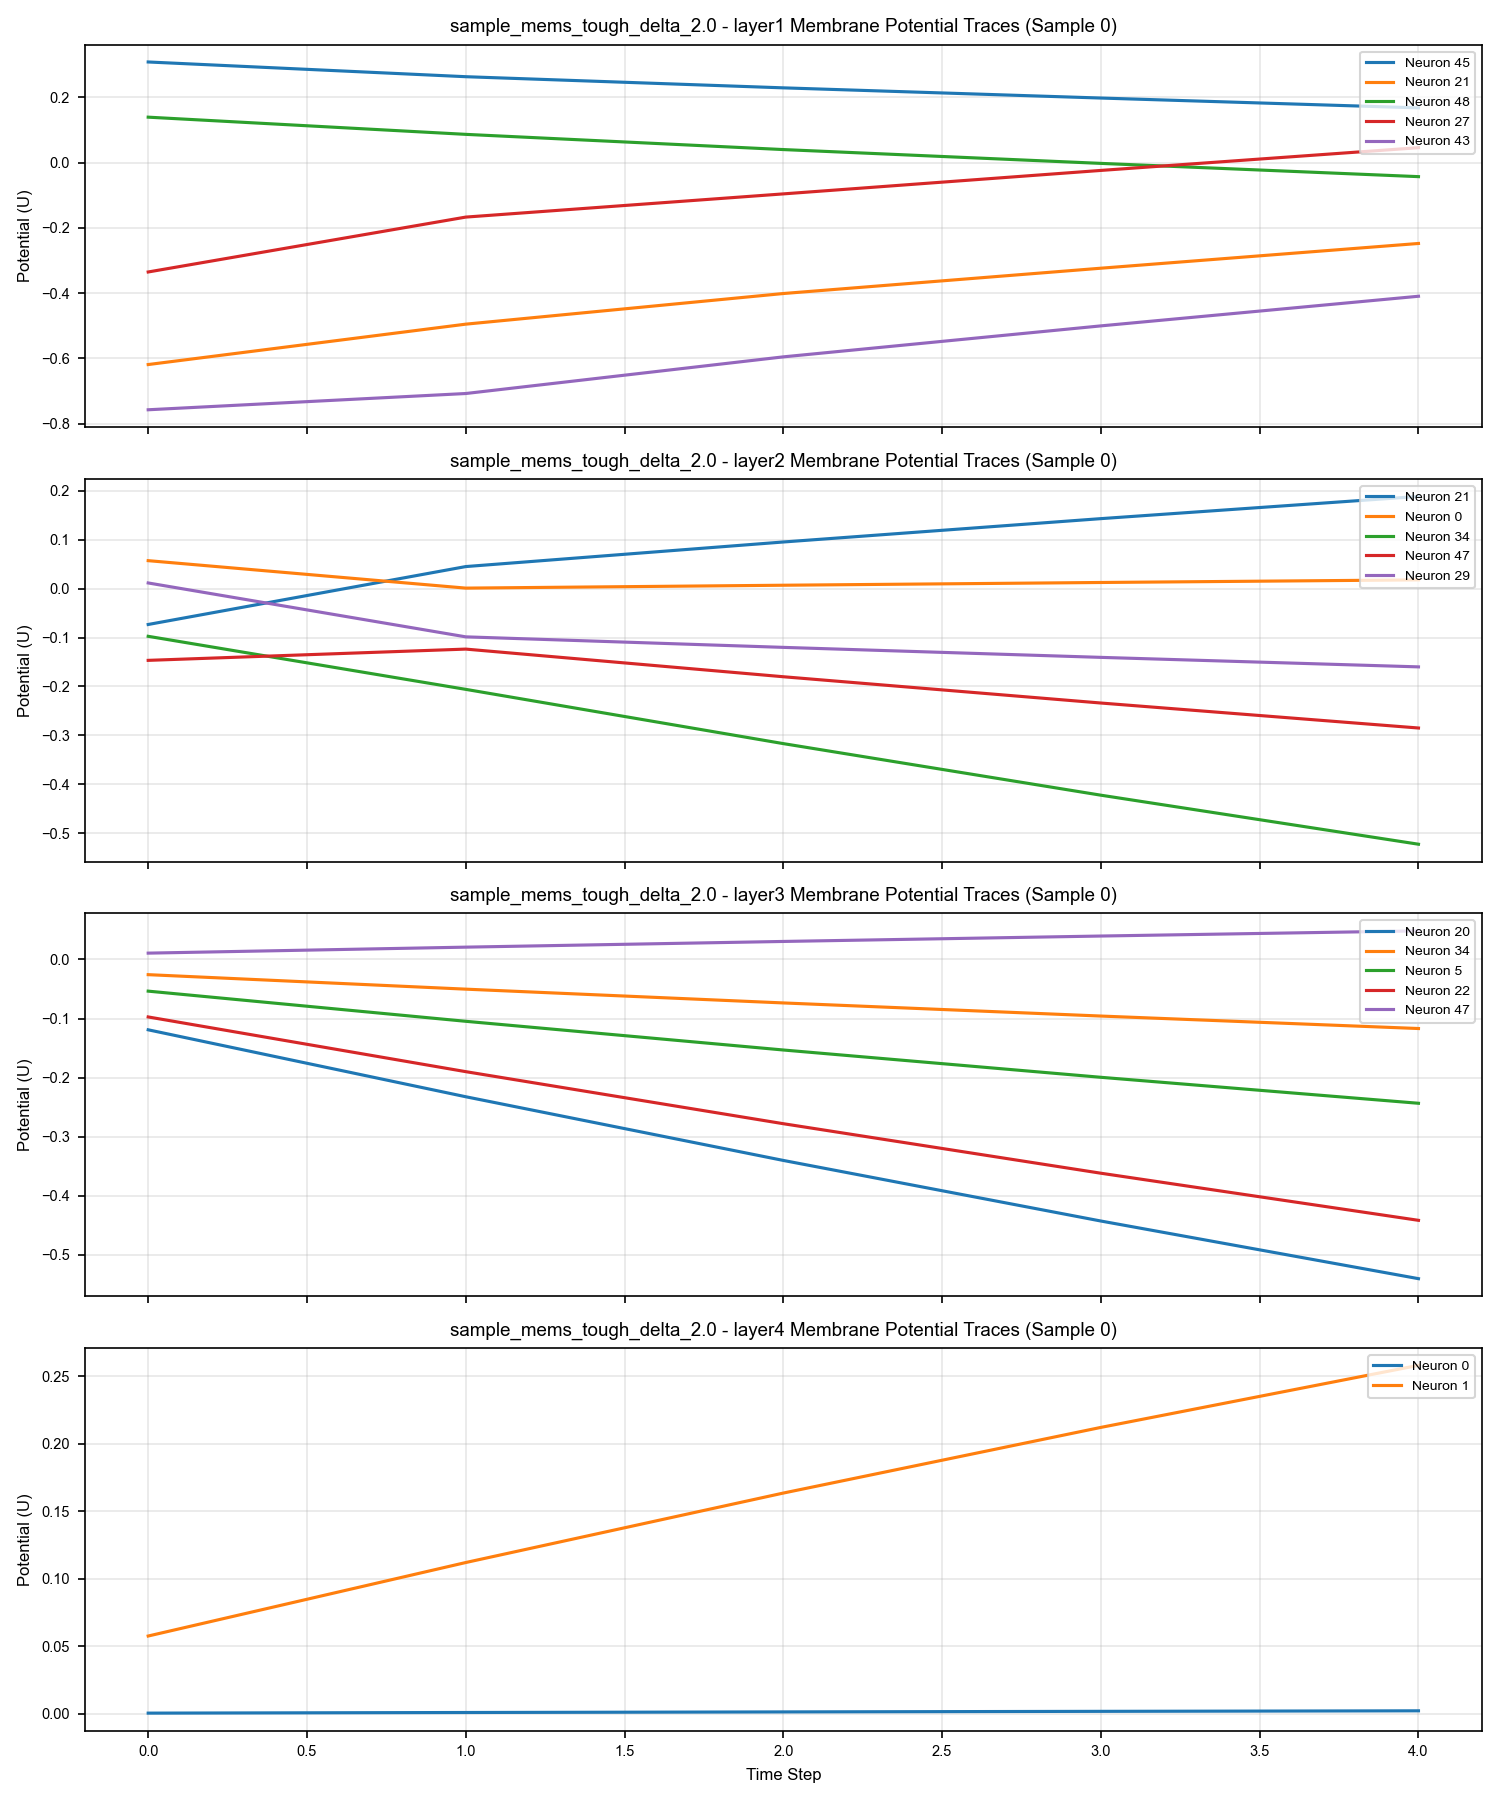 sample_mems_tough_delta_2.0 - layer1 Membrane Potential Traces (Sample 0)
Potential (U)
0.2
0.0
−0.2
−0.4
−0.6
−0.8
Neuron 45
Neuron 21
Neuron 48
Neuron 27
Neuron 43
sample_mems_tough_delta_2.0 - layer2 Membrane Potential Traces (Sample 0)
Potential (U)
0.2
0.1
0.0
−0.1
−0.2
−0.3
−0.4
−0.5
Neuron 21
Neuron 0
Neuron 34
Neuron 47
Neuron 29
sample_mems_tough_delta_2.0 - layer3 Membrane Potential Traces (Sample 0)
Potential (U)
0.0
−0.1
−0.2
−0.3
−0.4
−0.5
Neuron 20
Neuron 34
Neuron 5
Neuron 22
Neuron 47
sample_mems_tough_delta_2.0 - layer4 Membrane Potential Traces (Sample 0)
Potential (U)
0.25
0.20
0.15
0.10
0.05
0.00
Neuron 0
Neuron 1
0.0 0.5 1.0 1.5 2.0 2.5 3.0 3.5 4.0
Time Step